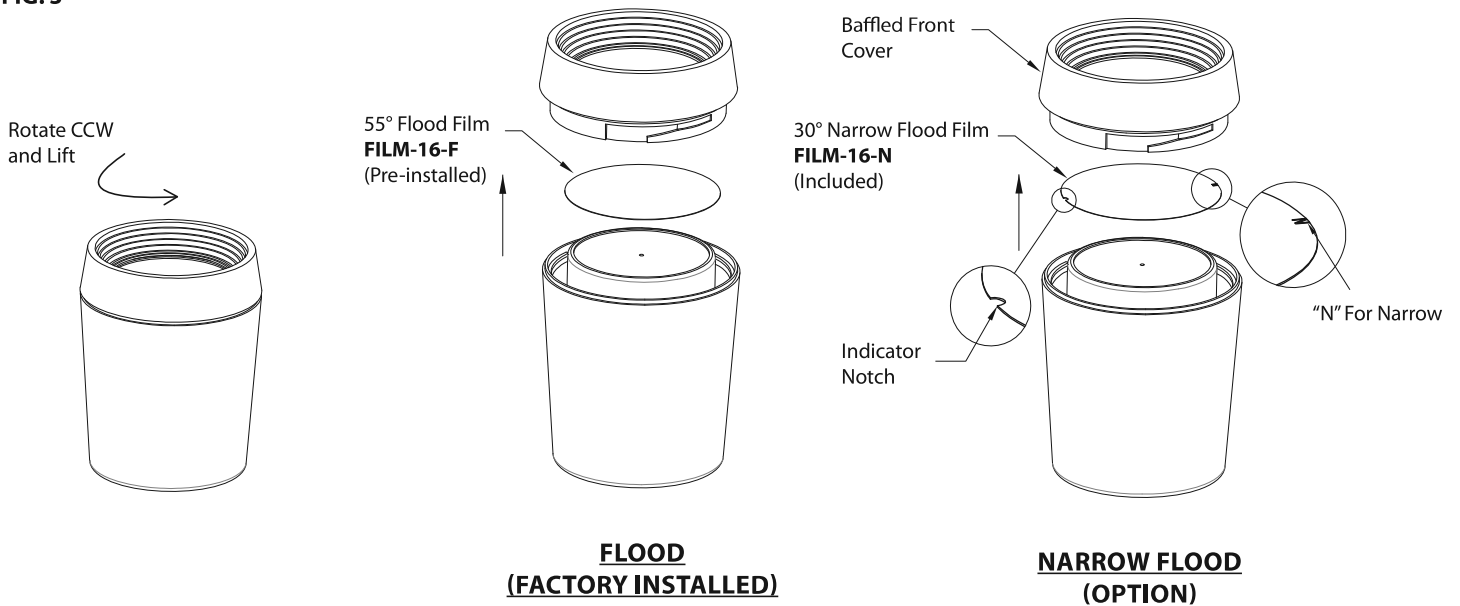 FIG.
Rotate CCW
and Lift
55° Flood Film
FILM-16-F
(Pre-installed)
FLOOD
(FACTORY INSTALLED)
Baffled Front
Cover
30° Narrow Flood Film
FILM-16-N
(Included)
N
"N" For Narrow
Indicator
Notch
NARROW FLOOD
(OPTION)